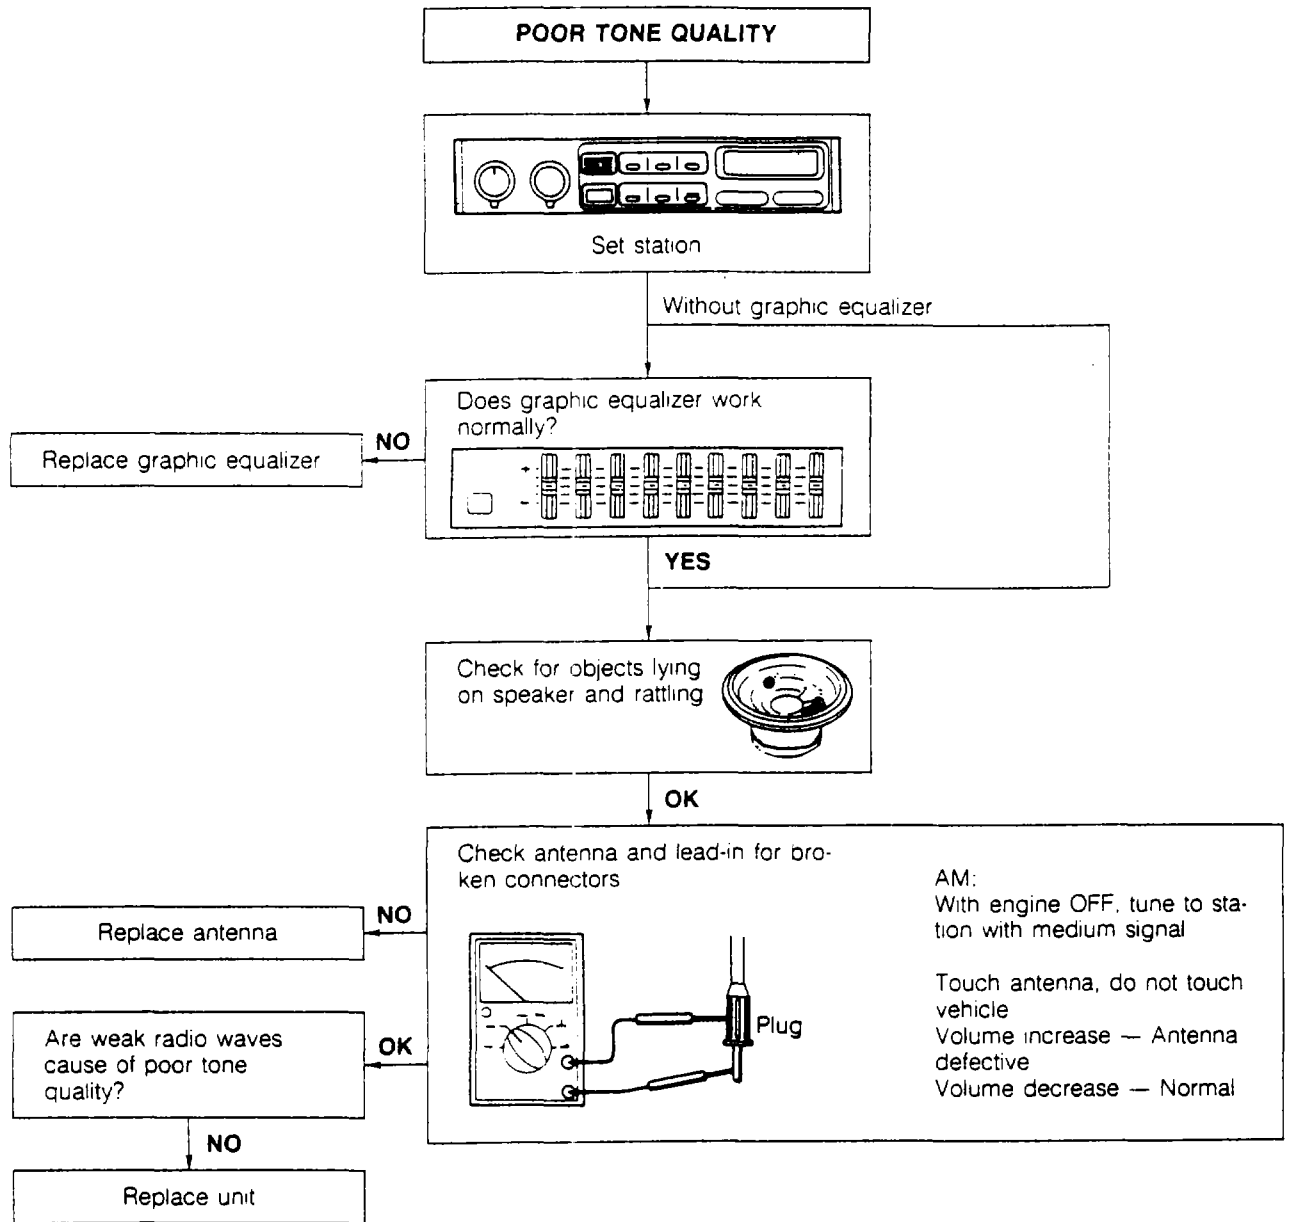 POOR TONE QUALITY
Set station
Without graphic equalizer
Does graphic equalizer work
normally?
NO
Replace graphic equalizer
YES
Check for objects lying
on speaker and rattling
OK
Check antenna and lead-in for bro-
ken connectors
AM:
With engine OFF, tune to sta-
tion with medium signal
Touch antenna, do not touch
vehicle
Volume increase — Antenna
defective
Volume decrease — Normal
Plug
NO
Replace antenna
OK
Are weak radio waves
cause of poor tone
quality?
NO
Replace unit